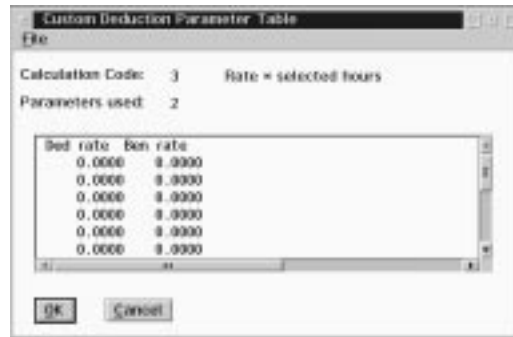 Custom Deduction Parameter Table
File
Calculation Code: 3 Rate * selected hours
Parameters used: 2
Ded rate Ben rate
0.0000 0.0000
0.0000 0.0000
0.0000 0.0000
0.0000 0.0000
0.0000 0.0000
0.0000 0.0000
OK Cancel